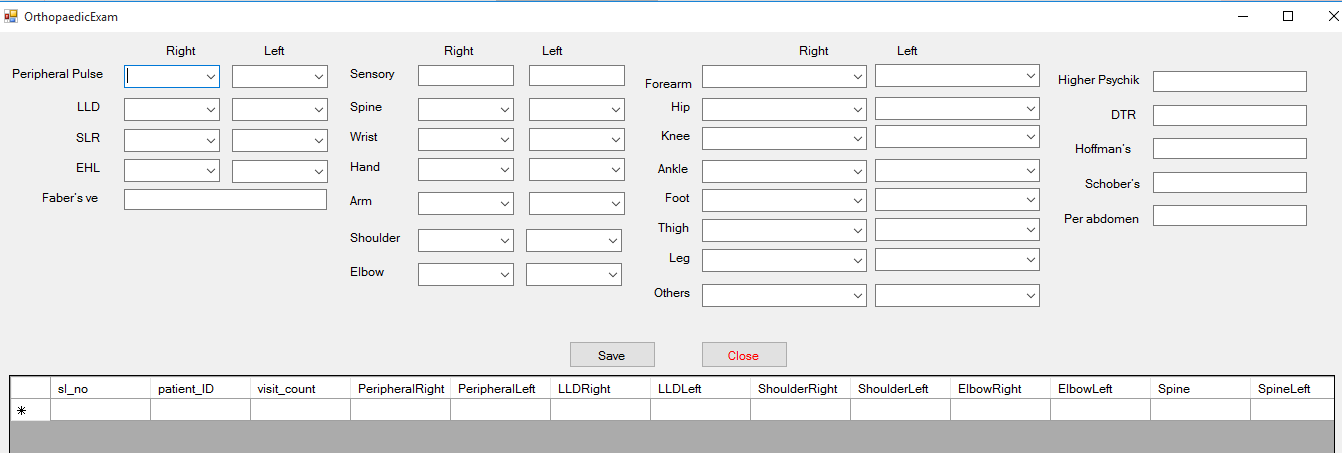 OrthopaedicExam
Right Left Right Left Right Left
Peripheral Pulse Sensory Forearm Higher Psychik
LLD Spine Hip DTR
SLR Wrist Knee Hoffman's
EHL Hand Ankle Schober's
Faber's ve Arm Foot Per abdomen
Shoulder Thigh
Elbow Leg
Others
Save Close
sl_no patient_ID visit_count PeripheralRight PeripheralLeft LLDRight LLDLeft ShoulderRight ShoulderLeft ElbowRight ElbowLeft Spine SpineLeft